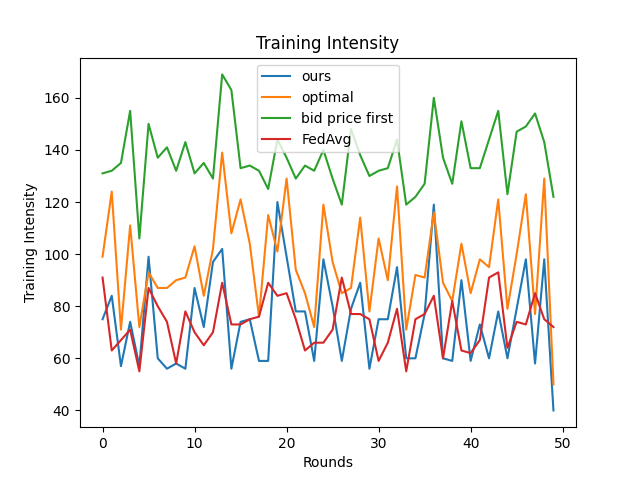 Training Intensity
ours
optimal
bid price first
FedAvg
Training Intensity
160
140
120
100
80
60
40
0
10
20
30
40
50
Rounds